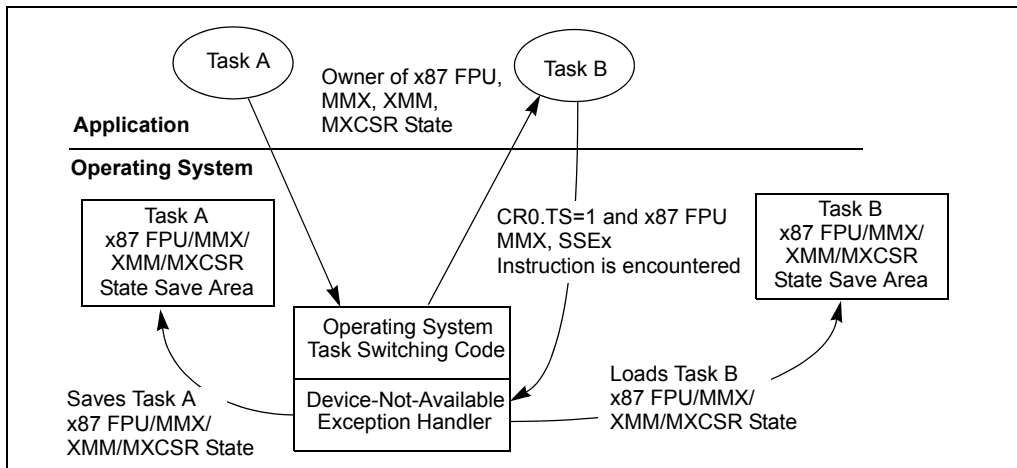 Task A
Owner of x87 FPU,
MMX, XMM,
MXCSR State
Task B
Application
Operating System
Task A
x87 FPU/MMX/
XMM/MXCSR
State Save Area
CR0.TS=1 and x87 FPU
MMX, SSEx
Instruction is encountered
Task B
x87 FPU/MMX/
XMM/MXCSR
State Save Area
Operating System
Task Switching Code
Device-Not-Available
Exception Handler
Saves Task A
x87 FPU/MMX/
XMM/MXCSR State
Loads Task B
x87 FPU/MMX/
XMM/MXCSR State